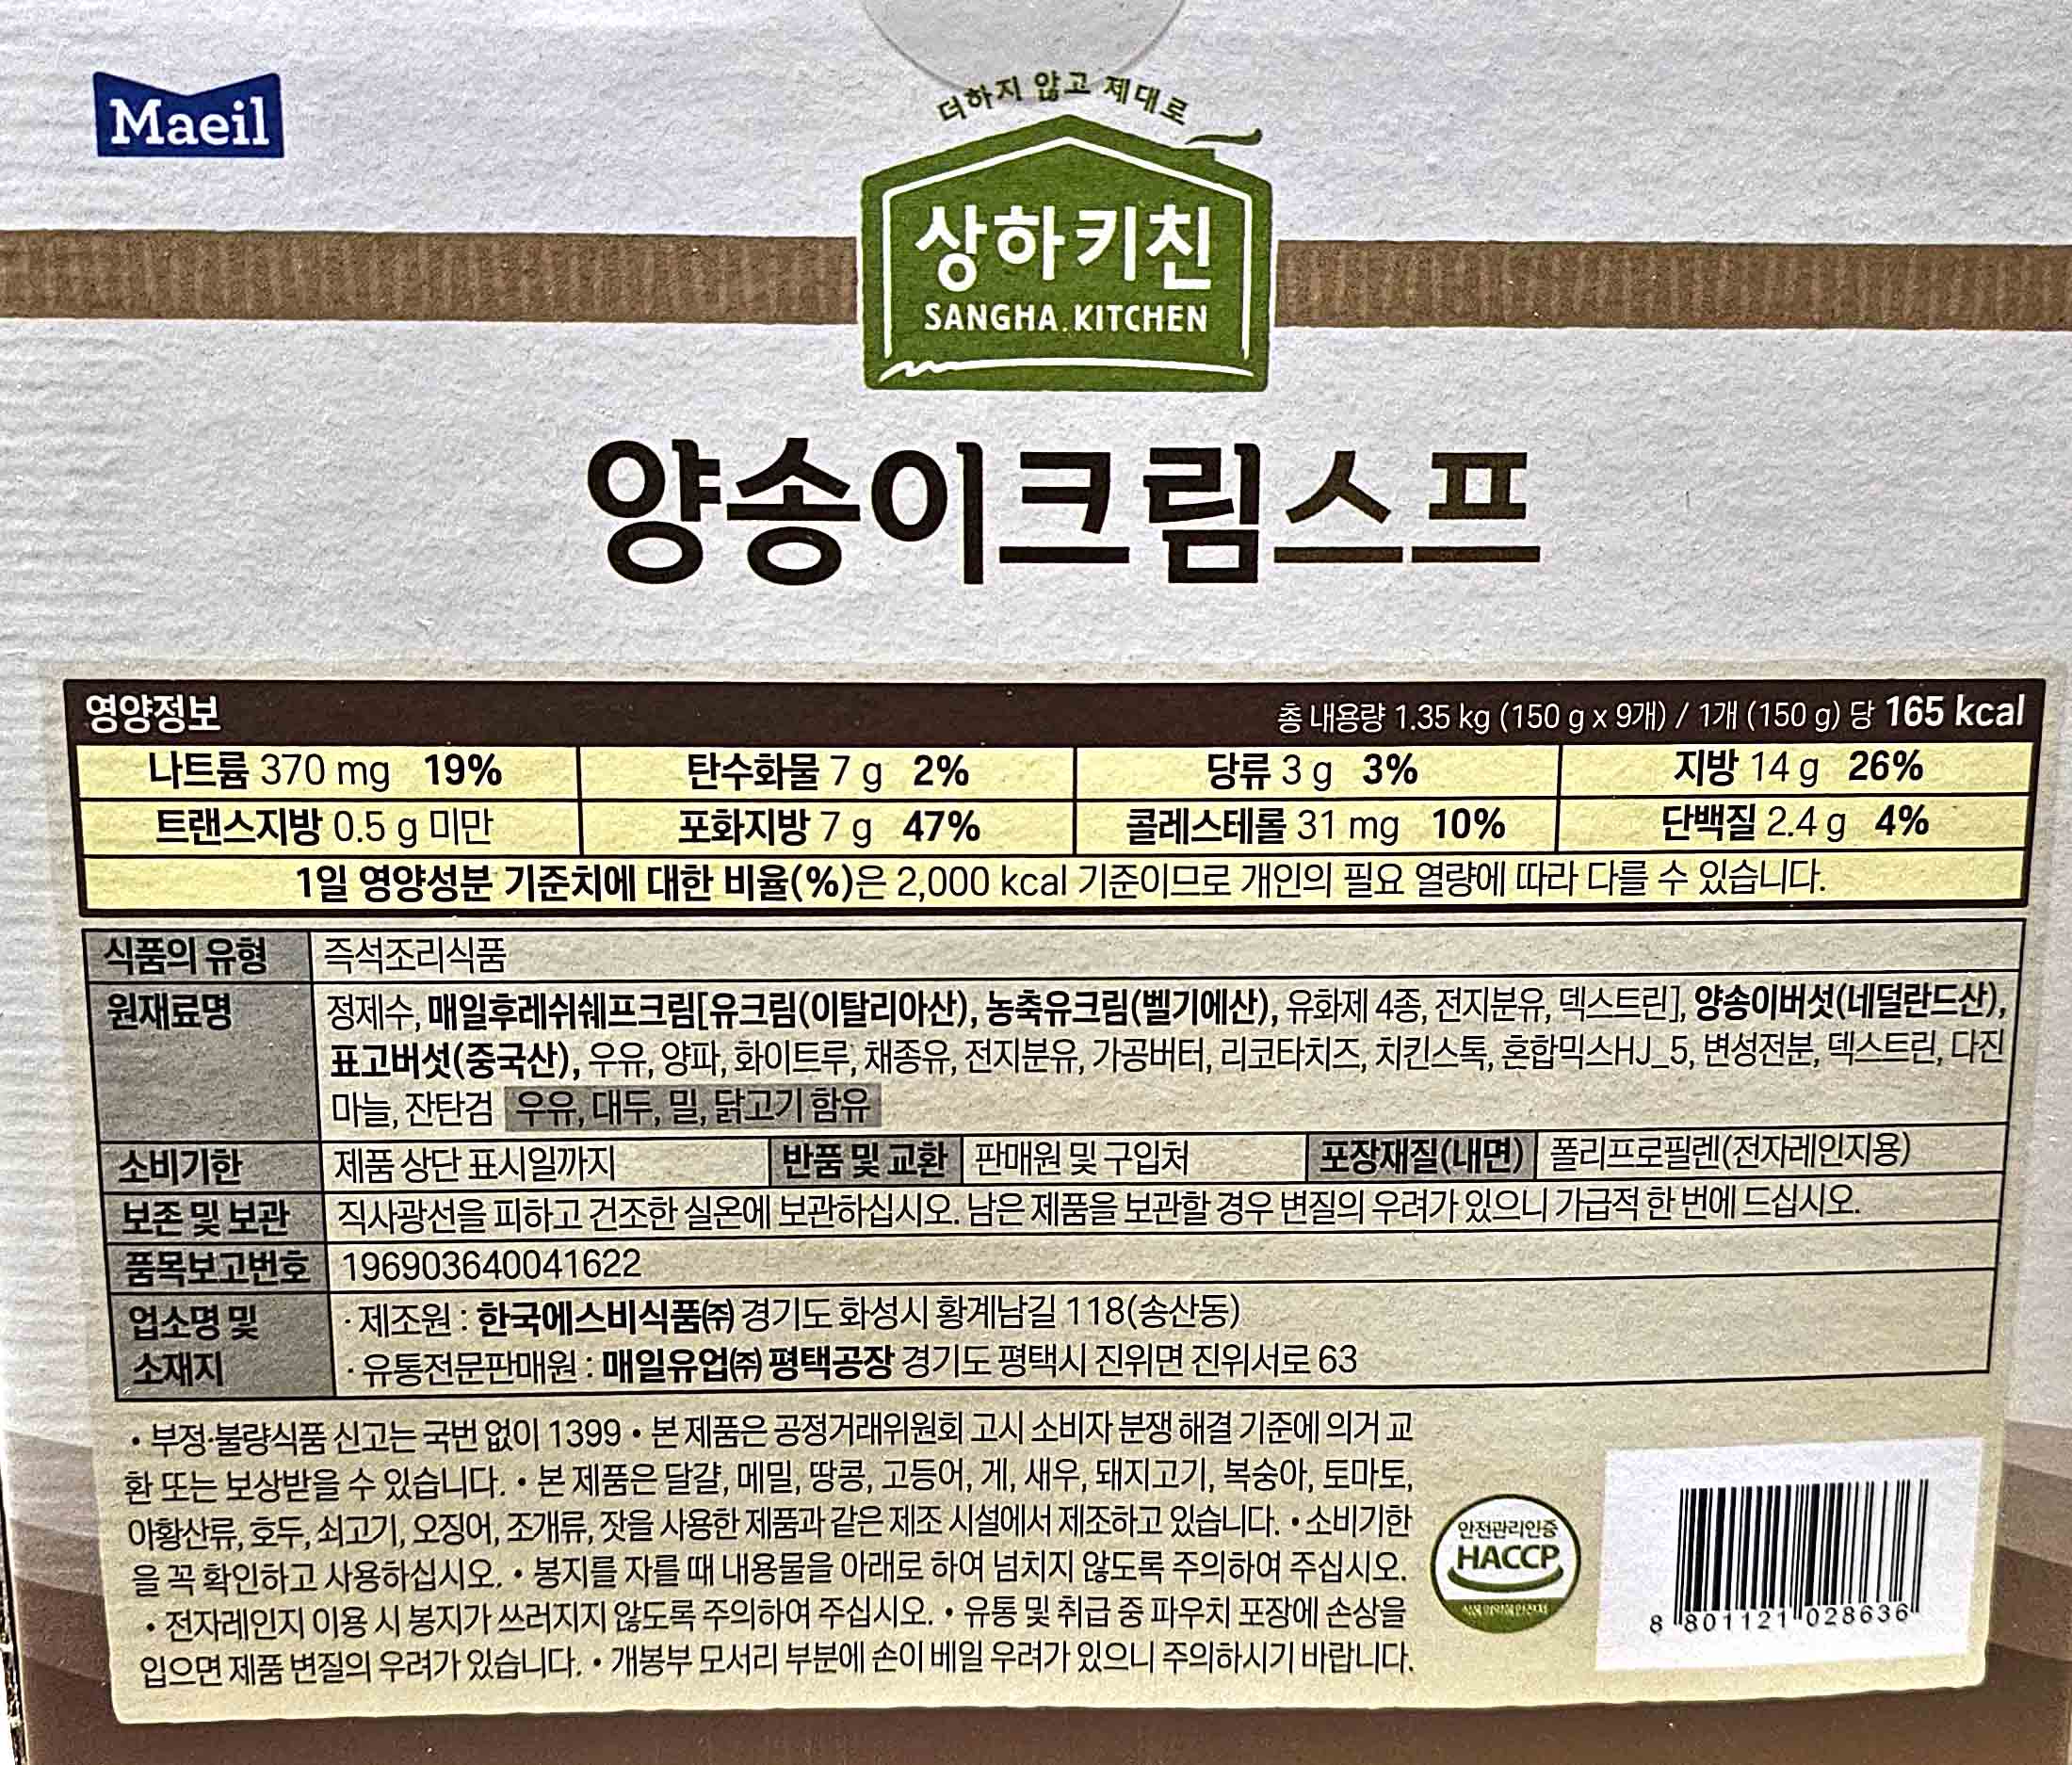 Maeil
더하지 않고 제대로
상하키친
SANGHA.KITCHEN
양송이크림스프
영양정보 총 내용량 1.35 kg (150 g x 9개) / 1개 (150 g) 당 165 kcal
나트륨 370 mg 19% 탄수화물 7 g 2% 당류 3 g 3% 지방 14 g 26%
트랜스지방 0.5 g 미만 포화지방 7 g 47% 콜레스테롤 31 mg 10% 단백질 2.4 g 4%
1일 영양성분 기준치에 대한 비율(%)은 2,000 kcal 기준이므로 개인의 필요 열량에 따라 다를 수 있습니다.
식품의 유형 즉석조리식품
원재료명 정제수, 매일후레쉬쉐프크림[유크림(이탈리아산), 농축유크림(벨기에산), 유화제 4종, 전지분유, 덱스트린], 양송이버섯(네덜란드산),
표고버섯(중국산), 우유, 양파, 화이트루, 채종유, 전지분유, 가공버터, 리코타치즈, 치킨스톡, 혼합믹스HJ_5, 변성전분, 덱스트린, 다진
마늘, 잔탄검 우유, 대두, 밀, 닭고기 함유
소비기한 제품 상단 표시일까지 반품 및 교환 판매원 및 구입처 포장재질(내면) 폴리프로필렌(전자레인지용)
보존 및 보관 직사광선을 피하고 건조한 실온에 보관하십시오. 남은 제품을 보관할 경우 변질의 우려가 있으니 가급적 한 번에 드십시오.
품목보고번호 196903640041622
업소명 및 · 제조원 : 한국에스비식품㈜ 경기도 화성시 황계남길 118(송산동)
소재지 · 유통전문판매원 : 매일유업㈜ 평택공장 경기도 평택시 진위면 진위서로 63
• 부정·불량식품 신고는 국번 없이 1399 • 본 제품은 공정거래위원회 고시 소비자 분쟁 해결 기준에 의거 교
환 또는 보상받을 수 있습니다. • 본 제품은 달걀, 메밀, 땅콩, 고등어, 게, 새우, 돼지고기, 복숭아, 토마토,
아황산류, 호두, 쇠고기, 오징어, 조개류, 잣을 사용한 제품과 같은 제조 시설에서 제조하고 있습니다. • 소비기한
을 꼭 확인하고 사용하십시오. • 봉지를 자를 때 내용물을 아래로 하여 넘치지 않도록 주의하여 주십시오.
• 전자레인지 이용 시 봉지가 쓰러지지 않도록 주의하여 주십시오. • 유통 및 취급 중 파우치 포장에 손상을
입으면 제품 변질의 우려가 있습니다. • 개봉부 모서리 부분에 손이 베일 우려가 있으니 주의하시기 바랍니다.
안전관리인증
HACCP
식품의약품안전처
8 801121 028636